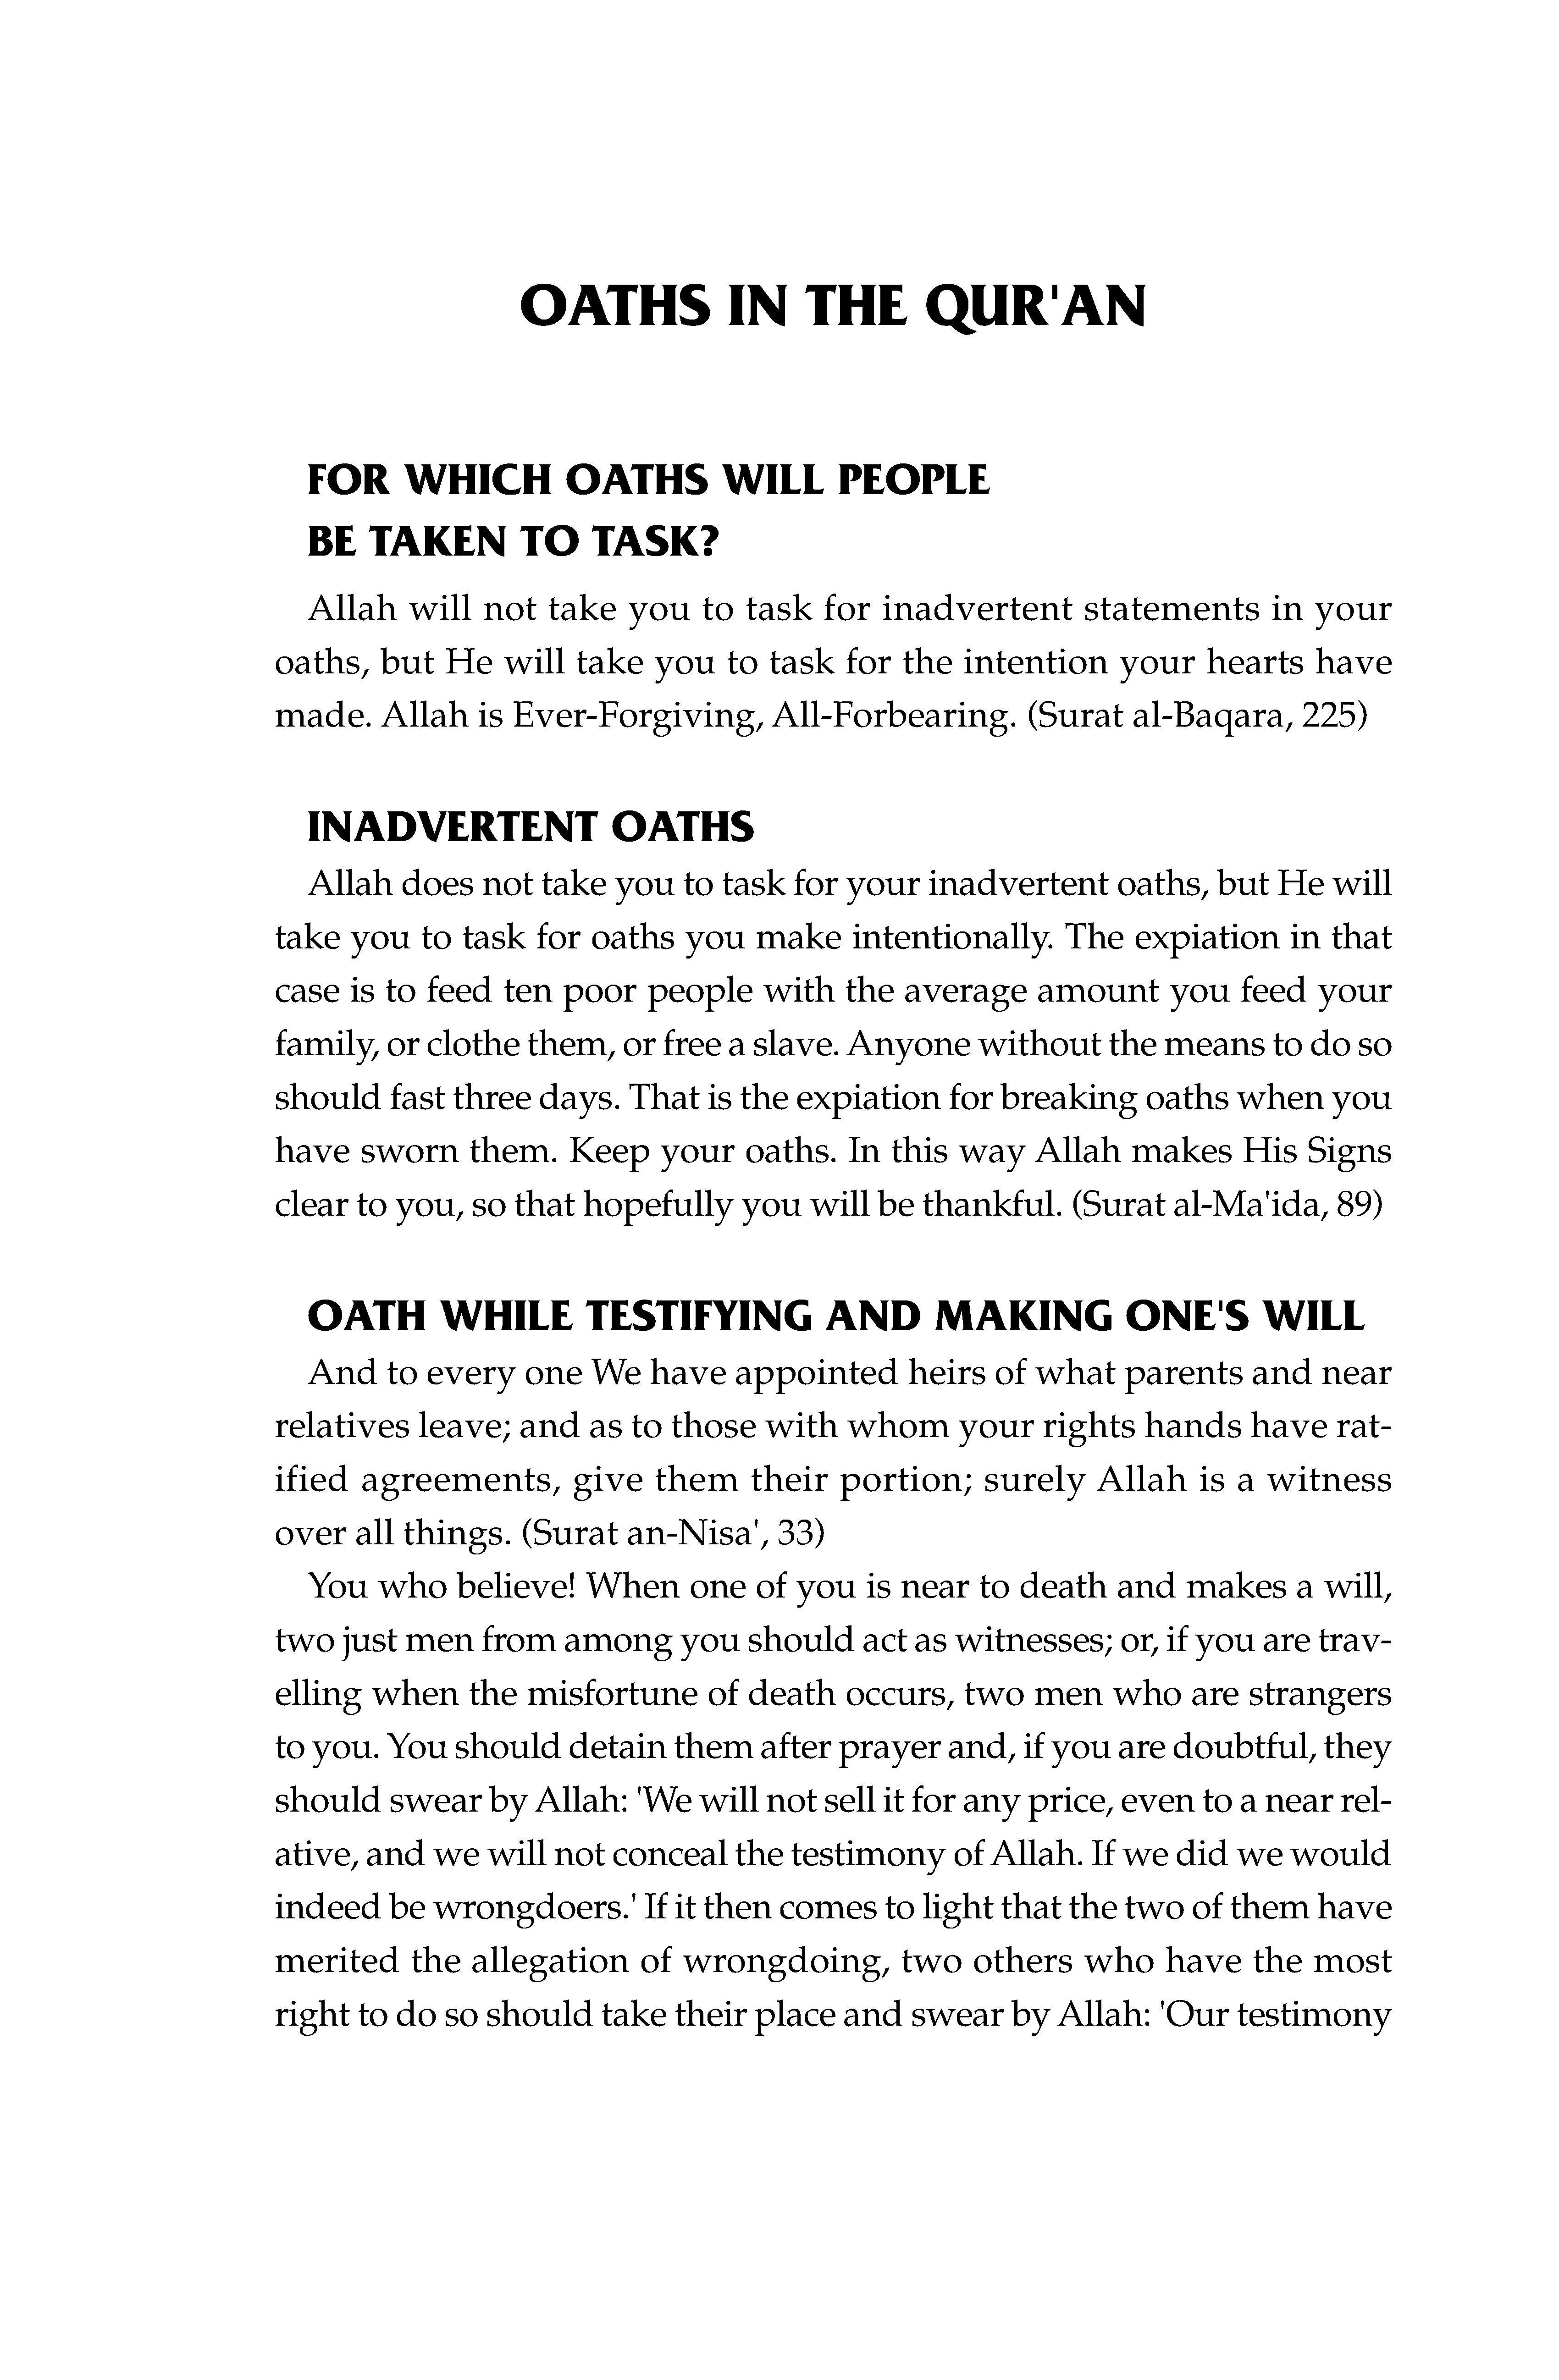 OATHS IN THE QUR'AN
FOR WHICH OATHS WILL PEOPLE
BE TAKEN TO TASK?
Allah will not take you to task for inadvertent statements in your
oaths, but He will take you to task for the intention your hearts have
made. Allah is Ever-Forgiving, All-Forbearing. (Surat al-Baqara, 225)
INADVERTENT OATHS
Allah does not take you to task for your inadvertent oaths, but He will
take you to task for oaths you make intentionally. The expiation in that
case is to feed ten poor people with the average amount you feed your
family, or clothe them, or free a slave. Anyone without the means to do so
should fast three days. That is the expiation for breaking oaths when you
have sworn them. Keep your oaths. In this way Allah makes His Signs
clear to you, so that hopefully you will be thankful. (Surat al-Ma'ida, 89)
OATH WHILE TESTIFYING AND MAKING ONE'S WILL
And to every one We have appointed heirs of what parents and near
relatives leave; and as to those with whom your rights hands have rat-
ified agreements, give them their portion; surely Allah is a witness
over all things. (Surat an-Nisa', 33)
You who believe! When one of you is near to death and makes a will,
two just men from among you should act as witnesses; or, if you are trav-
elling when the misfortune of death occurs, two men who are strangers
to you. You should detain them after prayer and, if you are doubtful, they
should swear by Allah: 'We will not sell it for any price, even to a near rel-
ative, and we will not conceal the testimony of Allah. If we did we would
indeed be wrongdoers.' If it then comes to light that the two of them have
merited the allegation of wrongdoing, two others who have the most
right to do so should take their place and swear by Allah: 'Our testimony